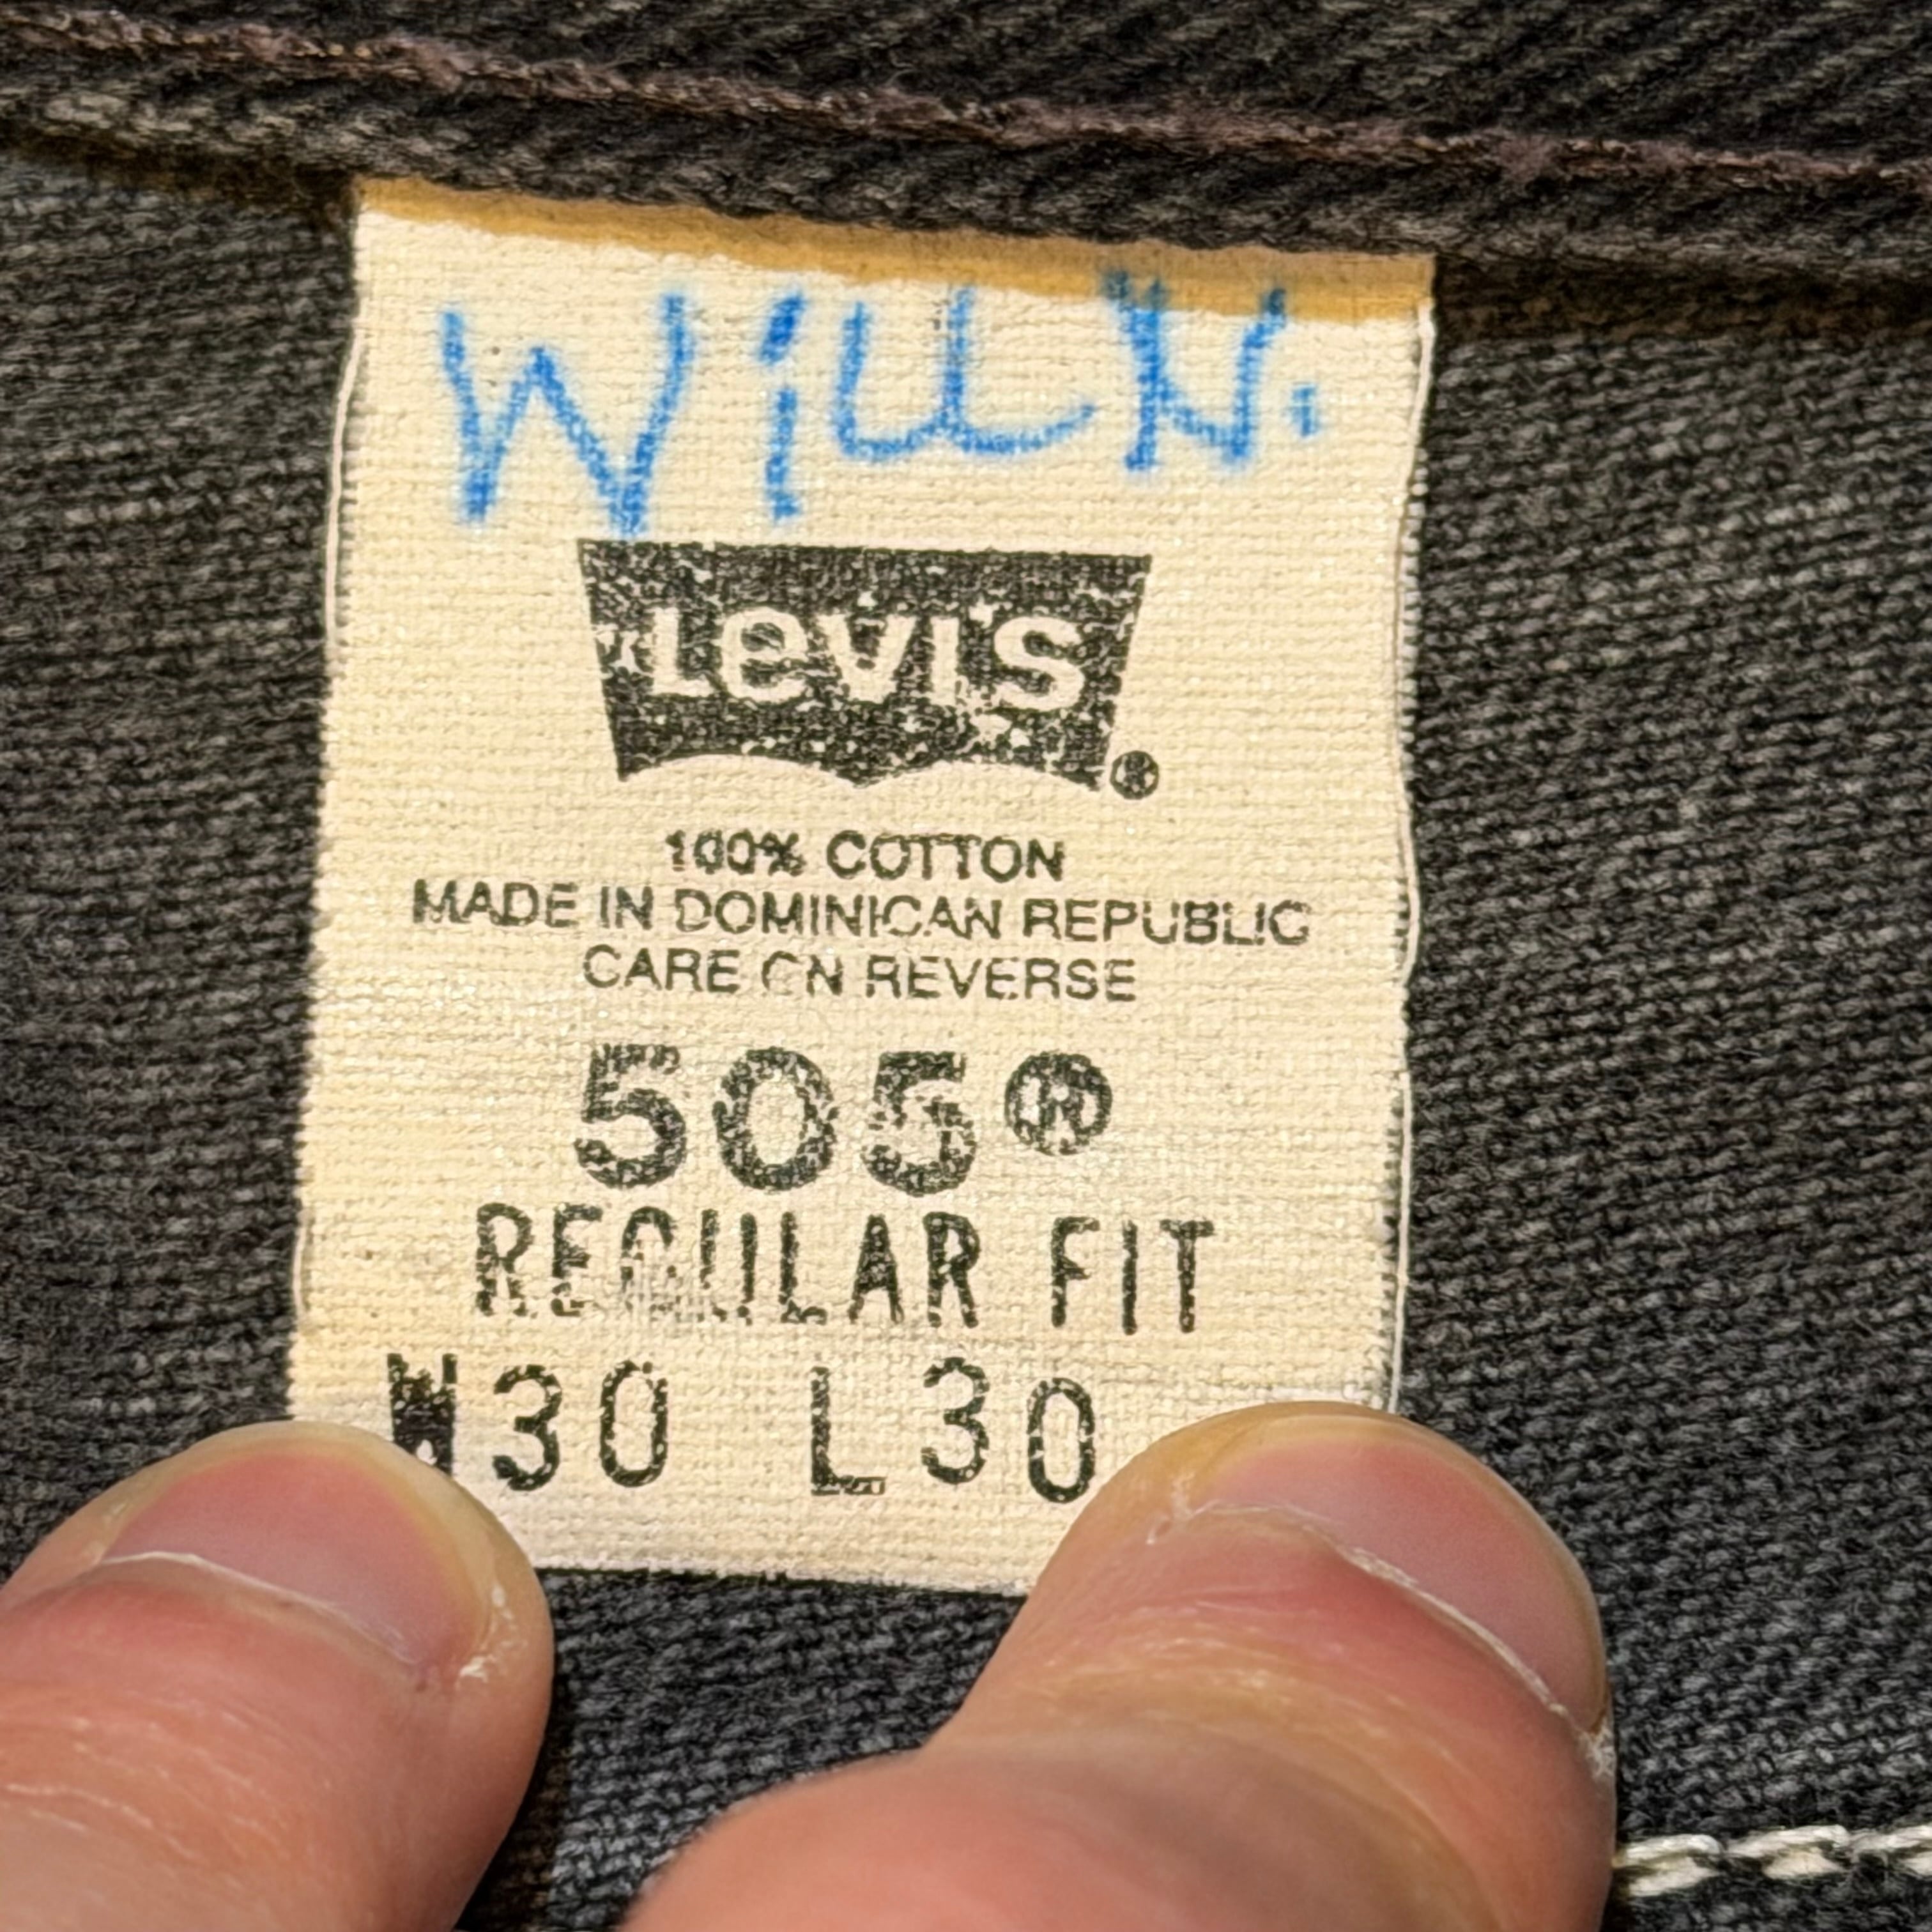 WiLL N.
Levi's®
100% COTTON
MADE IN DOMINICAN REPUBLIC
CARE ON REVERSE
505®
REGULAR FIT
W30 L30